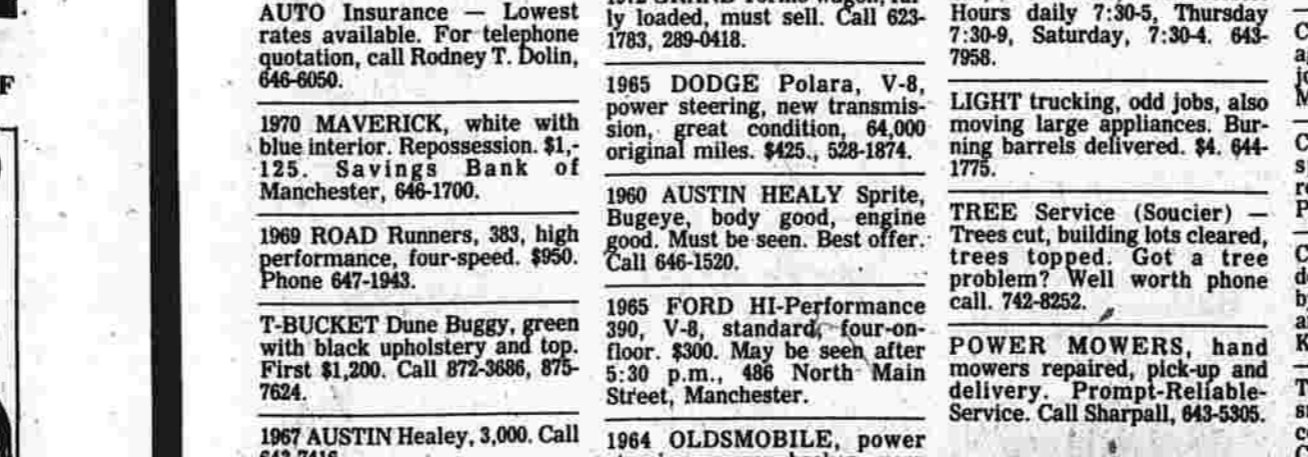 AUTO Insurance — Lowest
rates available. For telephone
quotation, call Rodney T. Dolin,
646-6050.
1970 MAVERICK, white with
blue interior. Repossession. $1,-
125. Savings Bank of
Manchester, 646-1700.
1969 ROAD Runners, 383, high
performance, four-speed. $950.
Phone 647-1943.
T-BUCKET Dune Buggy, green
with black upholstery and top.
First $1,200. Call 872-3686, 875-
7624.
1967 AUSTIN Healey, 3,000. Call
ly loaded, must sell. Call 623-
1783, 289-0418.
1965 DODGE Polara, V-8,
power steering, new transmis-
sion, great condition, 64,000
original miles. $425., 528-1874.
1960 AUSTIN HEALY Sprite,
Bugeye, body good, engine
good. Must be seen. Best offer.
Call 646-1520.
1965 FORD HI-Performance
390, V-8, standard, four-on-
floor. $300. May be seen after
5:30 p.m., 486 North Main
Street, Manchester.
1964 OLDSMOBILE, power
Hours daily 7:30-5, Thursday
7:30-9, Saturday, 7:30-4. 643-
7958.
LIGHT trucking, odd jobs, also
moving large appliances. Bur-
ning barrels delivered. $4. 644-
1775.
TREE Service (Soucier) —
Trees cut, building lots cleared,
trees topped. Got a tree
problem? Well worth phone
call. 742-8252.
POWER MOWERS, hand
mowers repaired, pick-up and
delivery. Prompt-Reliable-
Service. Call Sharpall, 643-5305.